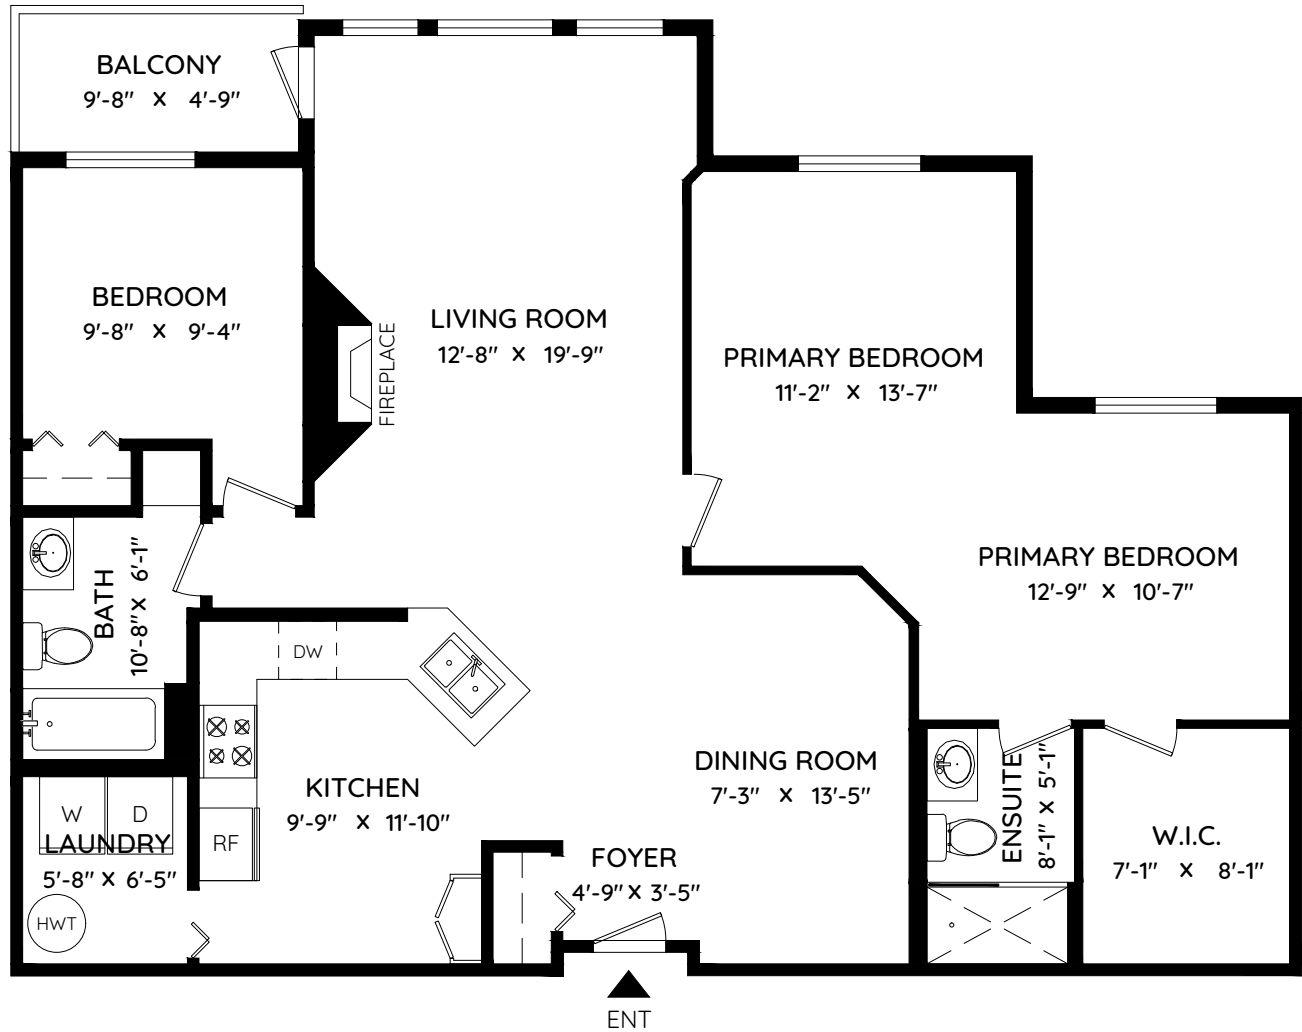 BALCONY
9'-8" X 4'-9"
BEDROOM
9'-8" X 9'-4"
LIVING ROOM
12'-8" X 19'-9"
FIREPLACE
PRIMARY BEDROOM
11'-2" X 13'-7"
PRIMARY BEDROOM
12'-9" X 10'-7"
BATH
10'-8" X 6'-1"
DW
KITCHEN
9'-9" X 11'-10"
RF
W
D
LAUNDRY
5'-8" X 6'-5"
HWT
DINING ROOM
7'-3" X 13'-5"
FOYER
4'-9" X 3'-5"
ENSUITE
8'-1" X 5'-1"
W.I.C.
7'-1" X 8'-1"
ENT